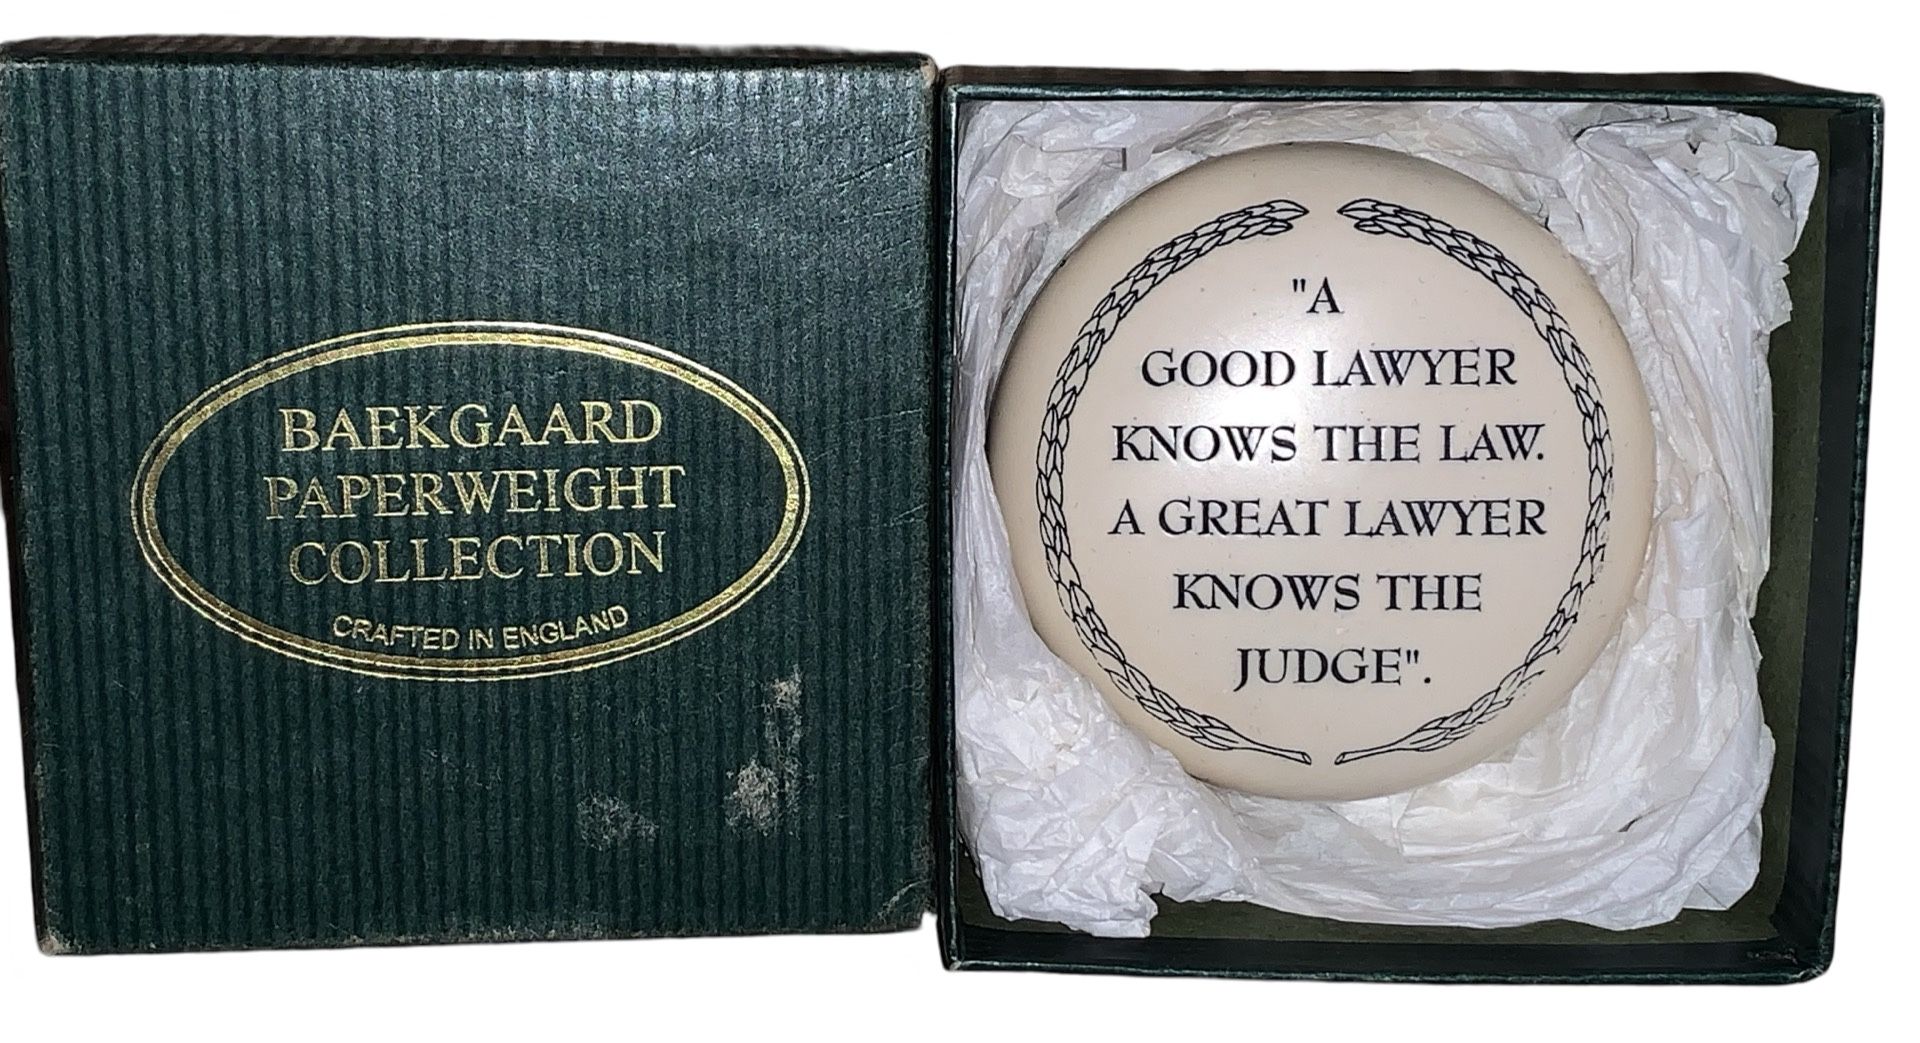 BAEKGAARD
PAPERWEIGHT
COLLECTION
CRAFTED IN ENGLAND
"A
GOOD LAWYER
KNOWS THE LAW.
A GREAT LAWYER
KNOWS THE
JUDGE".